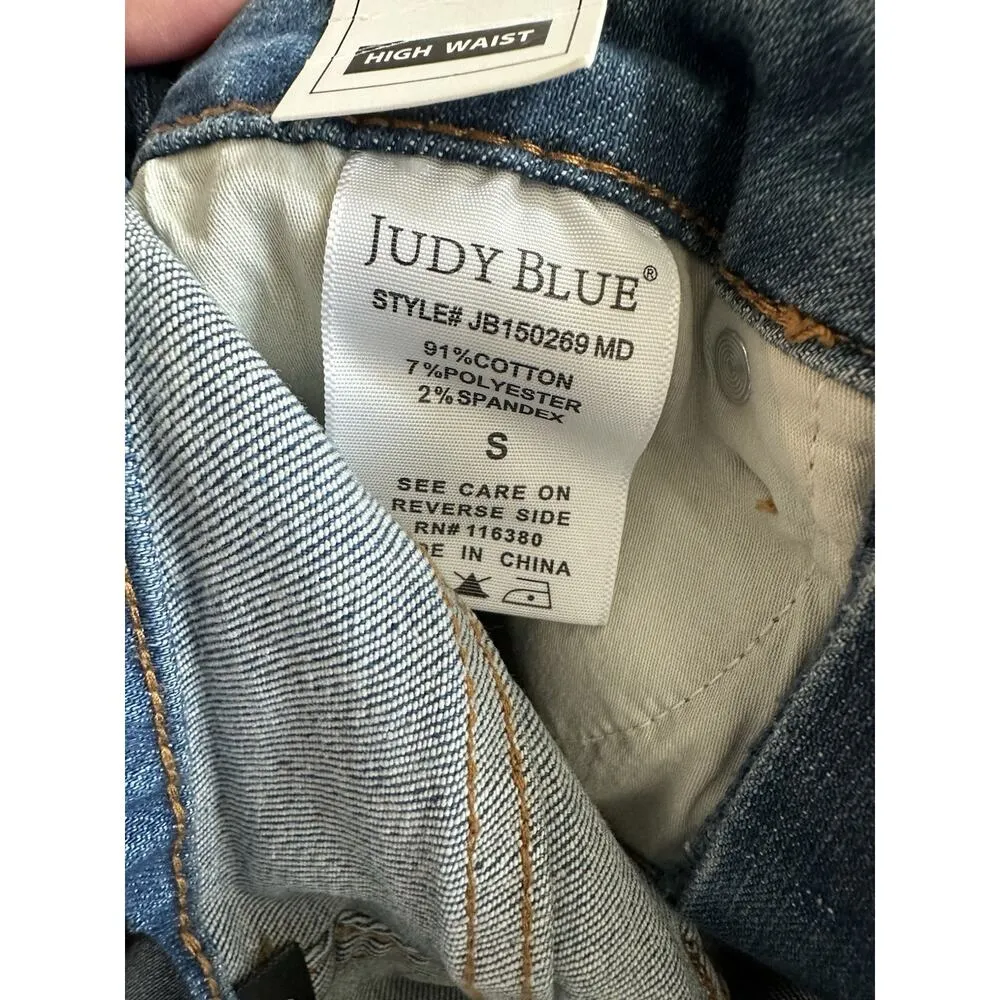 HIGH WAIST
JUDY BLUE®
STYLE# JB150269 MD
91%COTTON
7%POLYESTER
2%SPANDEX
S
SEE CARE ON
REVERSE SIDE
RN# 116380
DE IN CHINA